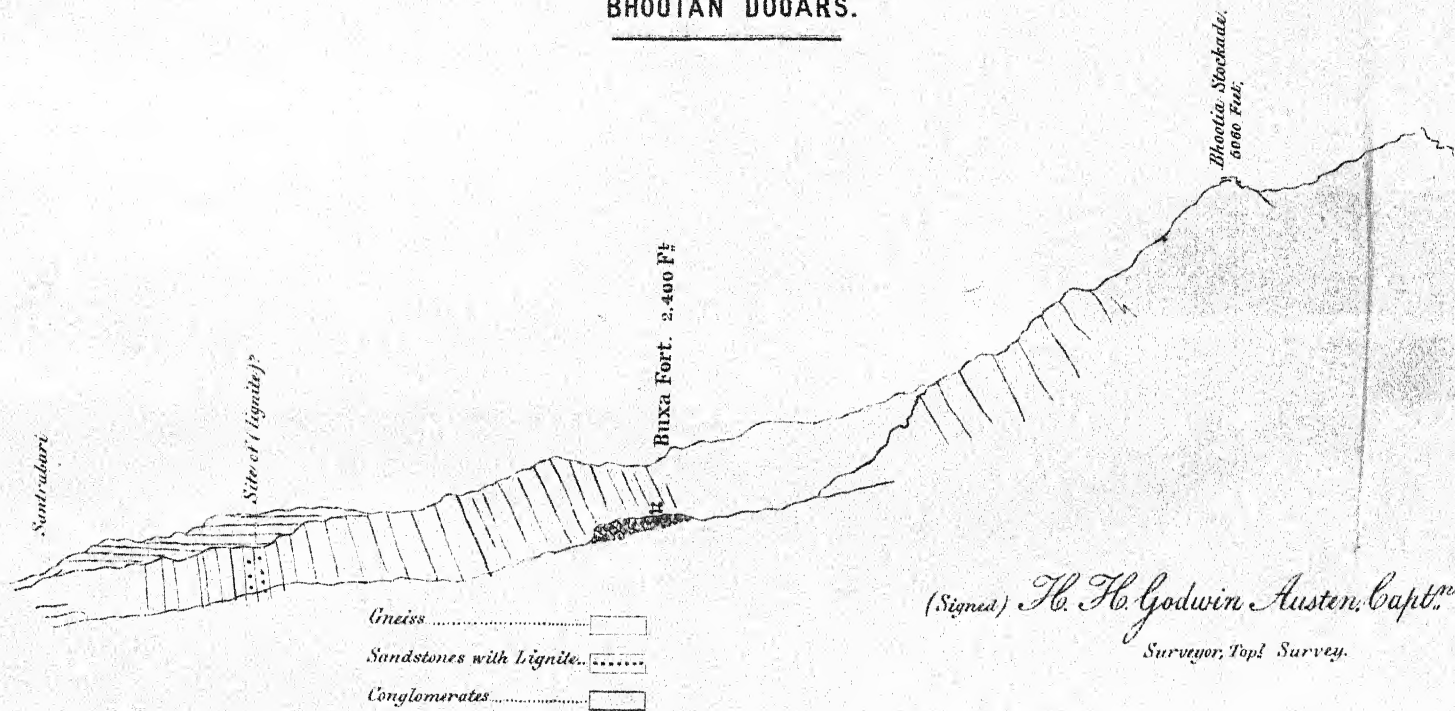 BHOOTAN DOOARS.
Bhootia Stockade.
5060 Feet.
Buxa Fort. 2.400 Ft
Site of (lignite)?
Santrabari
Gneiss
Sandstones with Lignite..
Conglomerates
(Signed) H. H. Godwin Austen, Captn
Surveyor, Topl Survey.